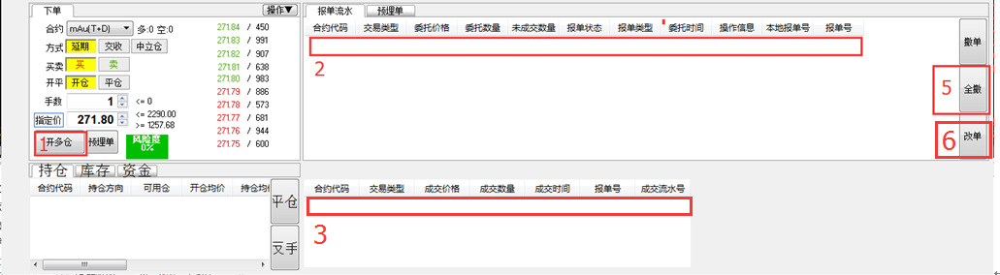 下单 操作▼
合约 mAu(T+D) 多:0 空:0
方式 延期 交收 中立仓
买卖 买 卖
开平 开仓 平仓
手数 1 <= 0
指定价 271.80 <= 2290.00
>= 1257.68
1 开多仓 预埋单 风险度
0%
271.84 / 450
271.83 / 991
271.82 / 907
271.81 / 638
271.80 / 983
271.79 / 886
271.78 / 573
271.77 / 681
271.76 / 944
271.75 / 600
报单流水 预埋单
合约代码 交易类型 委托价格 委托数量 未成交数量 报单状态 报单类型 委托时间 操作信息 本地报单号 报单号
2
撤单
5 全撤
6 改单
持仓 库存 资金
合约代码 持仓方向 可用仓 开仓均价 持仓均
平仓
反手
合约代码 交易类型 成交价格 成交数量 成交时间 报单号 成交流水号
3